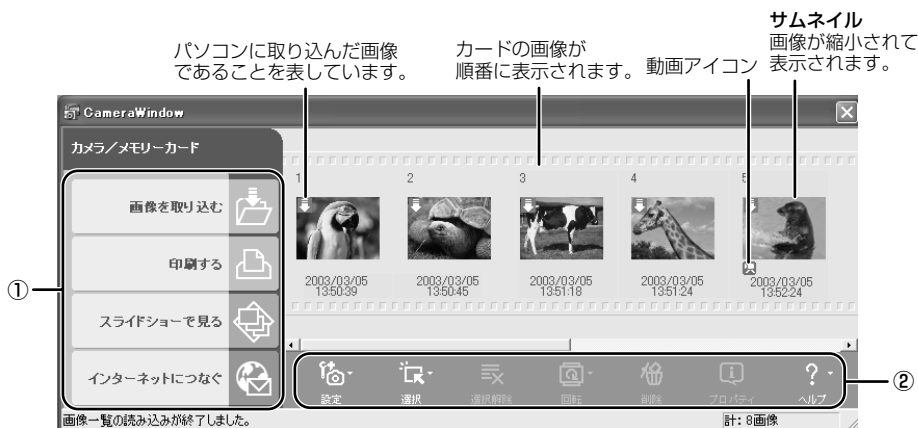 サムネイル
画像が縮小されて
表示されます。
パソコンに取り込んだ画像
であることを表しています。
カードの画像が
順番に表示されます。
動画アイコン
CameraWindow
カメラ／メモリーカード
①
画像を取り込む
印刷する
スライドショーで見る
インターネットにつなぐ
1
2
3
4
5
2003/03/05
13:50:39
2003/03/05
13:50:45
2003/03/05
13:51:18
2003/03/05
13:51:24
2003/03/05
13:52:24
設定
選択
選択解除
回転
削除
プロパティ
ヘルプ
②
画像一覧の読み込みが終了しました。
計: 8画像